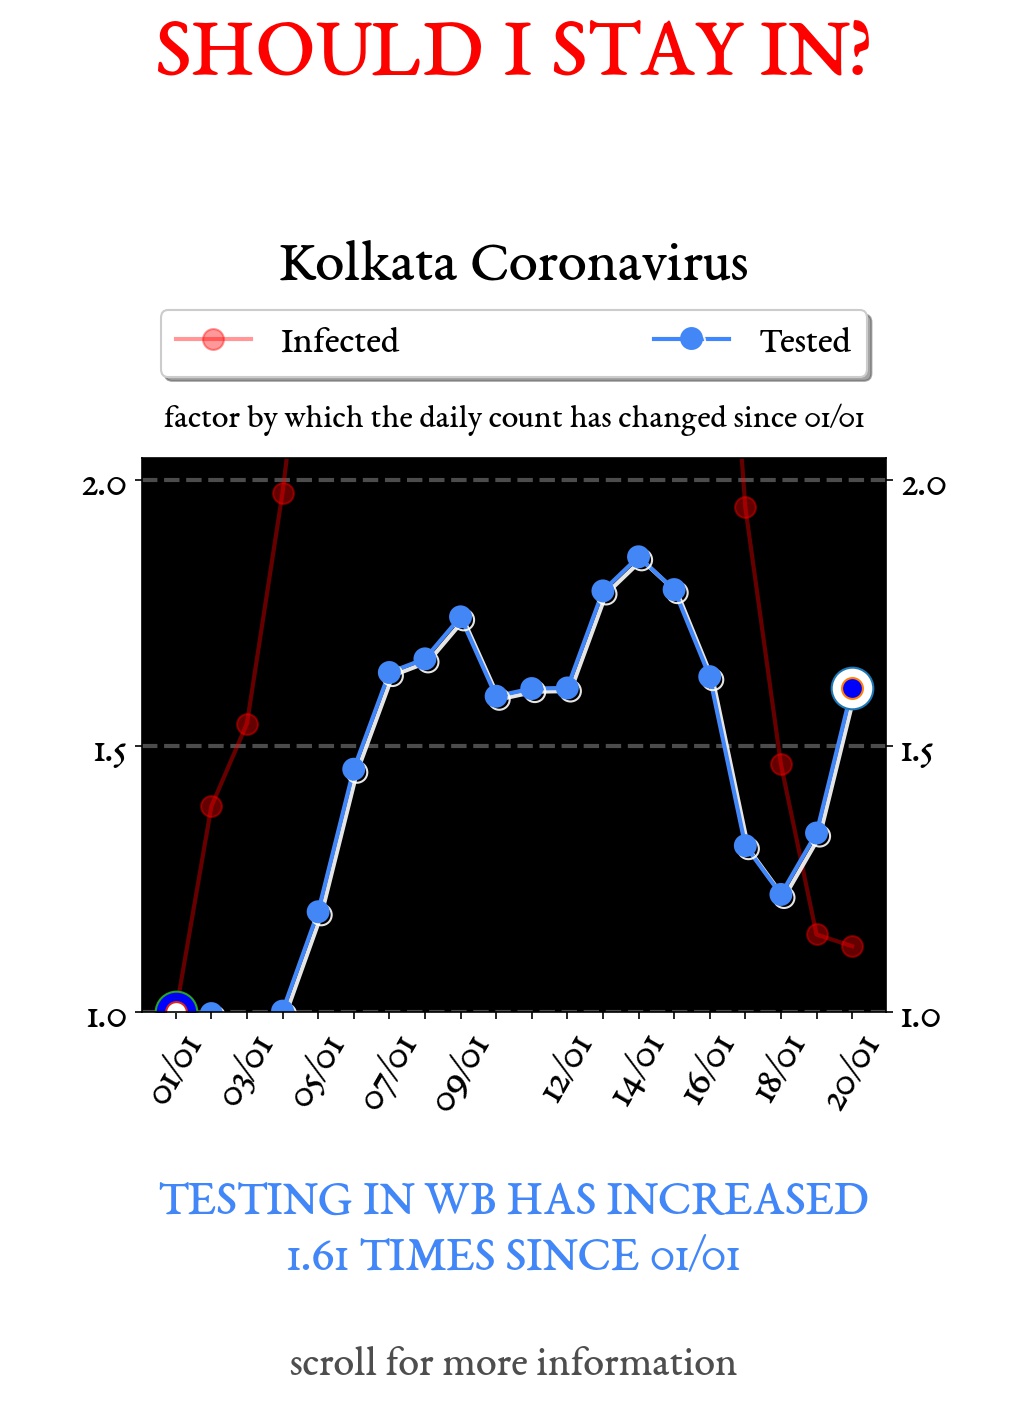 SHOULD I STAY IN?
Kolkata Coronavirus
Infected Tested
factor by which the daily count has changed since 01/01
2.0 2.0
1.5 1.5
1.0 1.0
01/01 03/01 05/01 07/01 09/01 12/01 14/01 16/01 18/01 20/01
TESTING IN WB HAS INCREASED
1.61 TIMES SINCE 01/01
scroll for more information